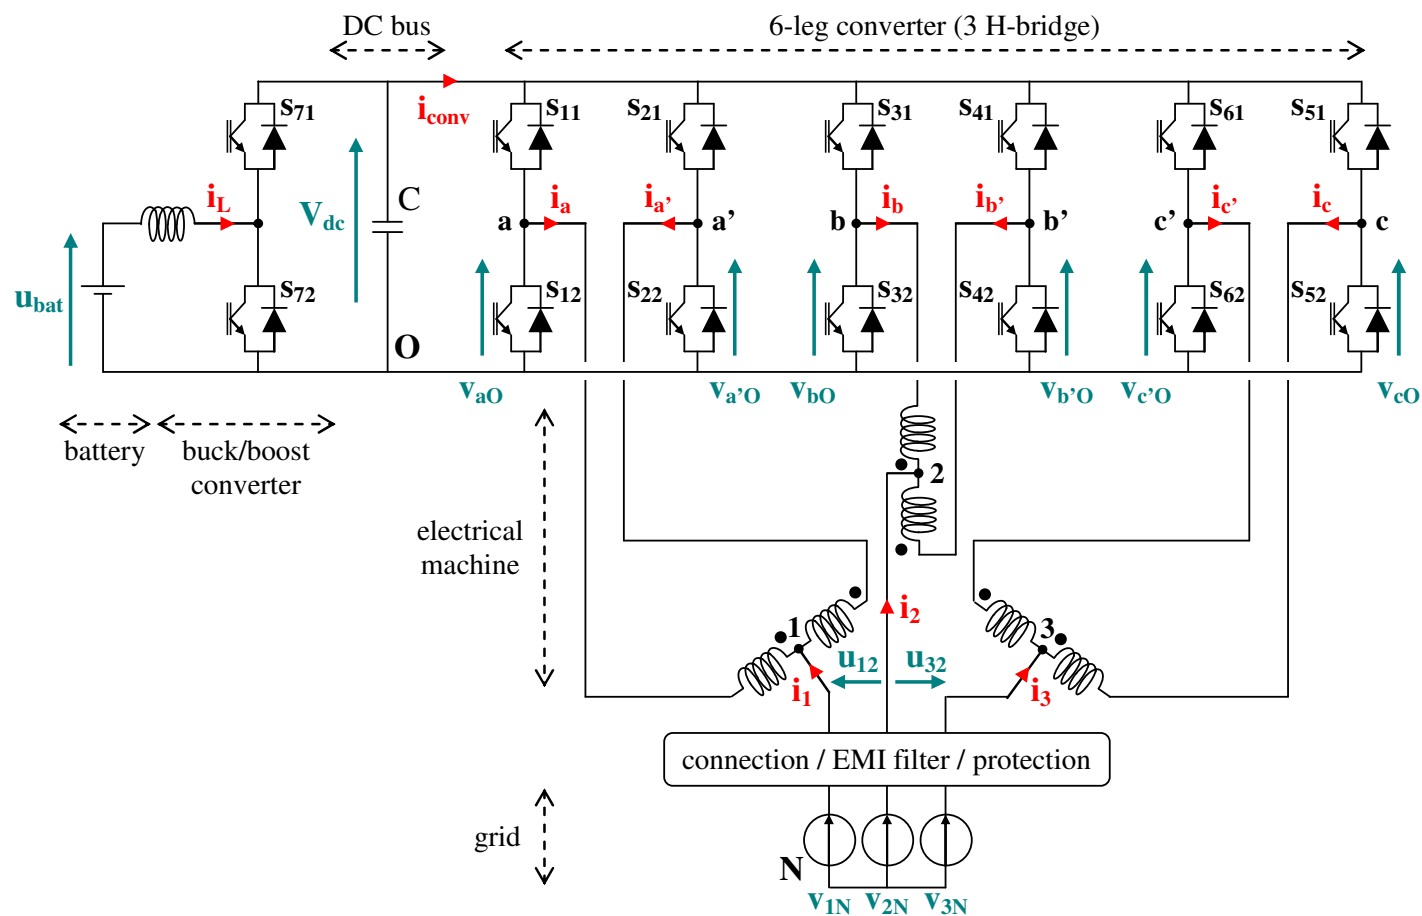 DC bus
6-leg converter (3 H-bridge)
s71
iconv
s11
s21
s31
s41
s61
s51
iL
Vdc
C
ia
ia'
ib
ib'
ic'
ic
a
a'
b
b'
c'
c
ubat
s72
s12
s22
s32
s42
s62
s52
O
vaO
va'O
vbO
vb'O
vc'O
vcO
battery
buck/boost
converter
2
electrical
machine
i2
1
3
u12
u32
i1
i3
connection / EMI filter / protection
grid
N
v1N
v2N
v3N